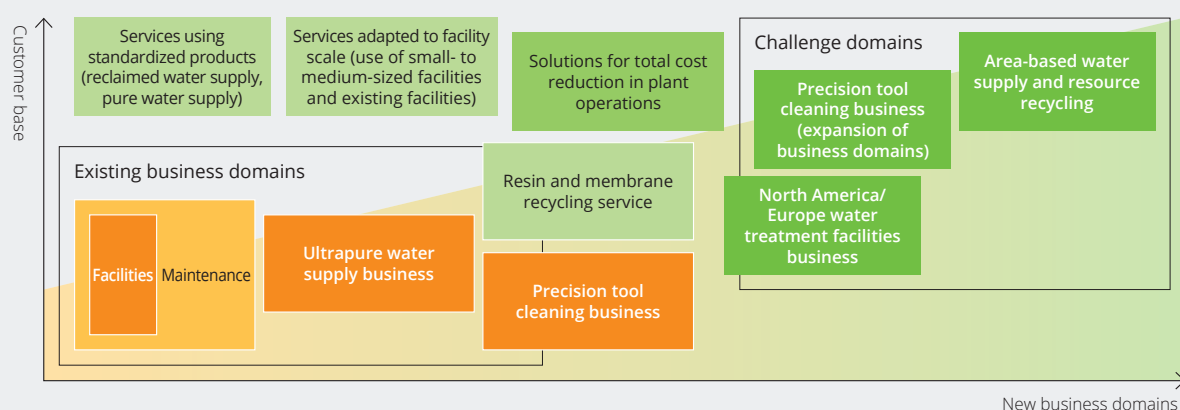 Customer base
Services using
standardized products
(reclaimed water supply,
pure water supply)
Services adapted to facility
scale (use of small- to
medium-sized facilities
and existing facilities)
Solutions for total cost
reduction in plant
operations
Challenge domains
Precision tool
cleaning business
(expansion of
business domains)
Area-based water
supply and resource
recycling
North America/
Europe water
treatment facilities
business
Existing business domains
Facilities
Maintenance
Ultrapure water
supply business
Resin and membrane
recycling service
Precision tool
cleaning business
New business domains